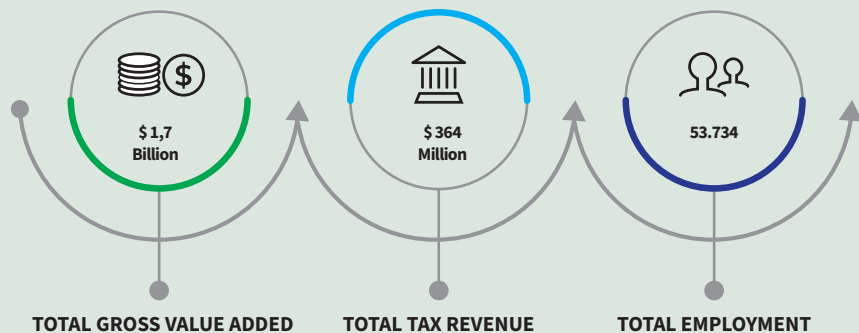 $
$ 1,7
Billion
$ 364
Million
53.734
TOTAL GROSS VALUE ADDED
TOTAL TAX REVENUE
TOTAL EMPLOYMENT